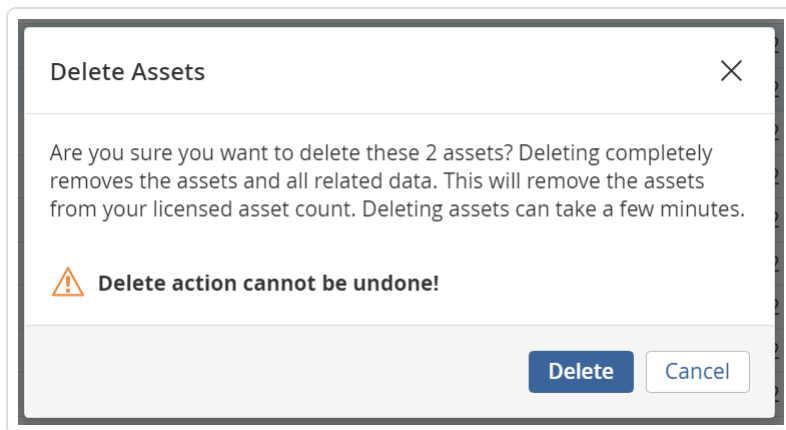 Delete Assets
Are you sure you want to delete these 2 assets? Deleting completely
removes the assets and all related data. This will remove the assets
from your licensed asset count. Deleting assets can take a few minutes.
Delete action cannot be undone!
Delete
Cancel